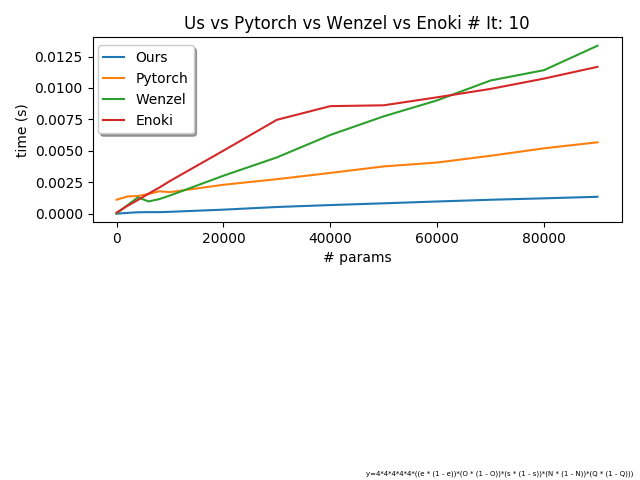 Us vs Pytorch vs Wenzel vs Enoki # It: 10
time (s)
0.0125
0.0100
0.0075
0.0050
0.0025
0.0000
Ours
Pytorch
Wenzel
Enoki
0 20000 40000 60000 80000
# params
y=4*4*4*4*4*((e * (1 - e))*(O * (1 - O))*(s * (1 - s))*(N * (1 - N))*(Q * (1 - Q)))